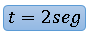 t = 2seg